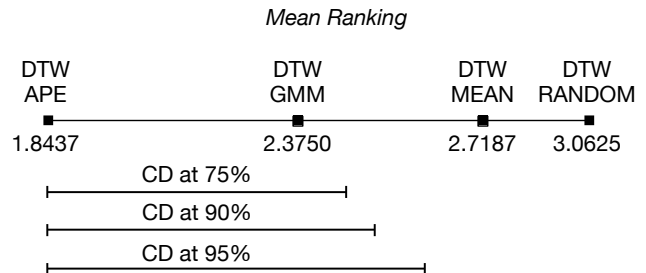 Mean Ranking
DTW DTW DTW DTW
APE GMM MEAN RANDOM
1.8437 2.3750 2.7187 3.0625
CD at 75%
CD at 90%
CD at 95%